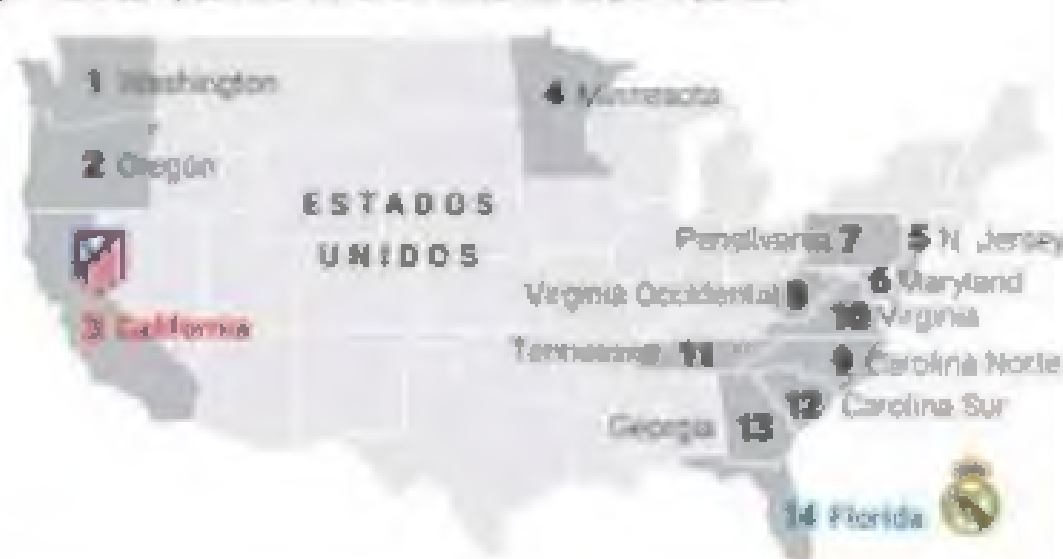 1 Washington
4 Minnesota
2 Oregón
ESTADOS
UNIDOS
Pensilvania 7
5 N. Jersey
6 Maryland
Virginia Occidental 8
10 Virginia
3 California
Tennessee 11
9 Carolina Norte
12 Carolina Sur
Georgia 13
14 Florida